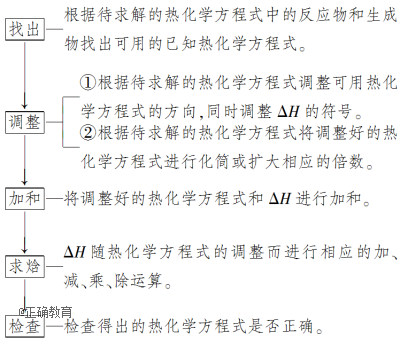 找出
根据待求解的热化学方程式中的反应物和生成
物找出可用的已知热化学方程式。
调整
①根据待求解的热化学方程式调整可用热化
学方程式的方向,同时调整 ΔH 的符号。
②根据待求解的热化学方程式将调整好的热
化学方程式进行化简或扩大相应的倍数。
加和
将调整好的热化学方程式和 ΔH 进行加和。
求焓
ΔH 随热化学方程式的调整而进行相应的加、
减、乘、除运算。
@正确教育
检查
检查得出的热化学方程式是否正确。